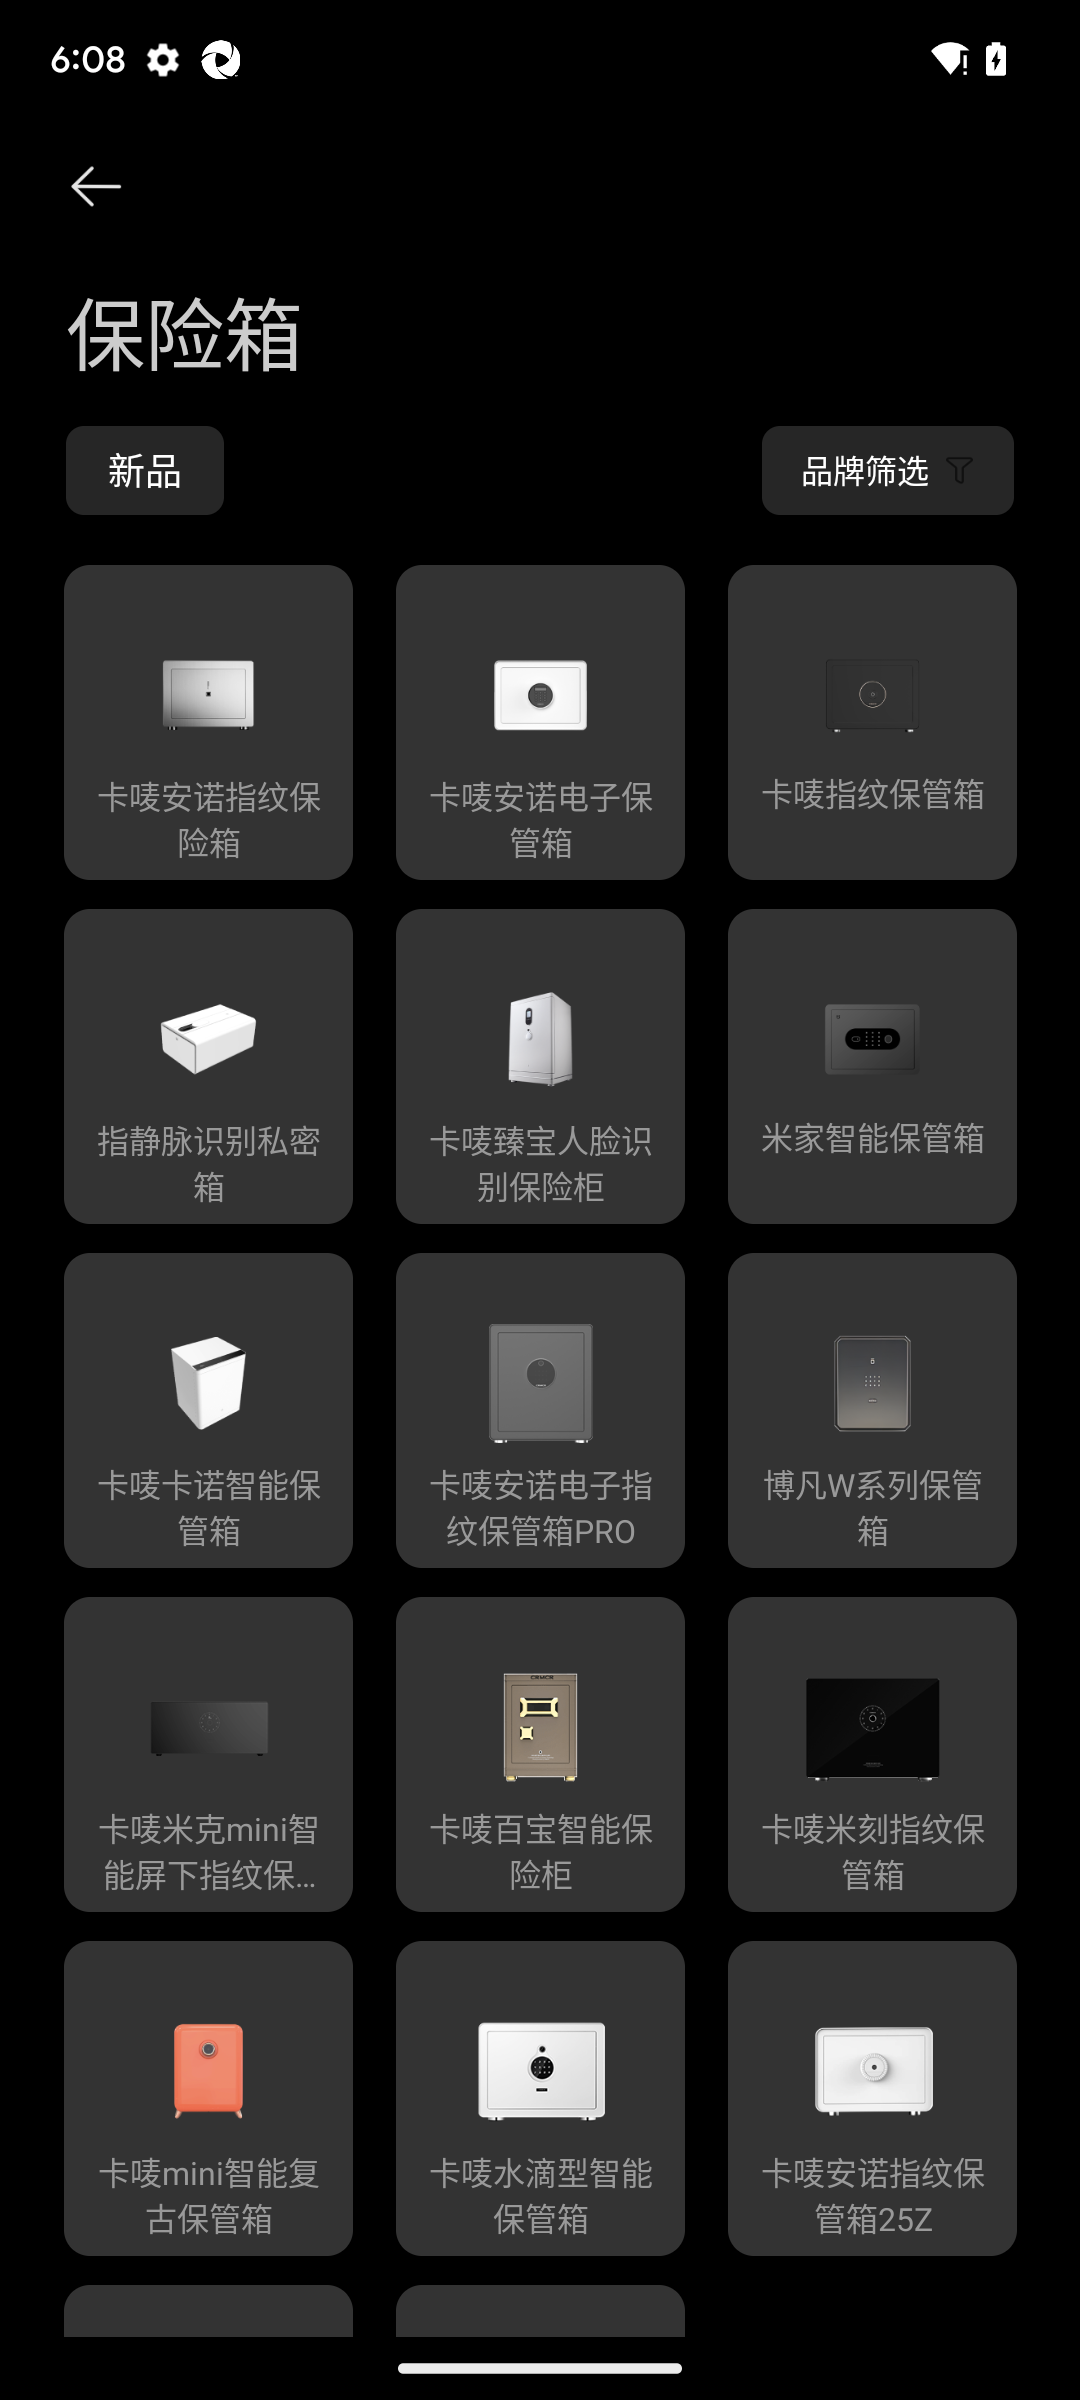 6:08
保险箱
新品
品牌筛选
卡唛安诺指纹保
险箱
卡唛安诺电子保
管箱
卡唛指纹保管箱
指静脉识别私密
箱
卡唛臻宝人脸识
别保险柜
米家智能保管箱
卡唛卡诺智能保
管箱
卡唛安诺电子指
纹保管箱PRO
博凡W系列保管
箱
卡唛米克mini智
能屏下指纹保...
卡唛百宝智能保
险柜
卡唛米刻指纹保
管箱
卡唛mini智能复
古保管箱
卡唛水滴型智能
保管箱
卡唛安诺指纹保
管箱25Z